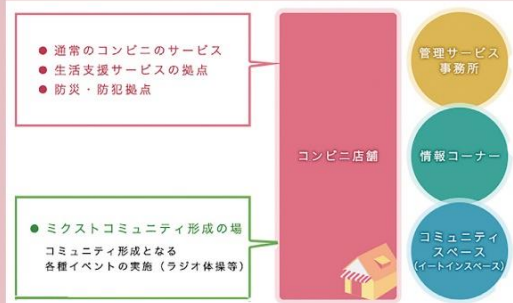 ● 通常のコンビニのサービス
● 生活支援サービスの拠点
● 防災・防犯拠点
● ミクストコミュニティ形成の場
コミュニティ形成となる
各種イベントの実施（ラジオ体操等）
コンビニ店舗
管理サービス
事務所
情報コーナー
コミュニティ
スペース
（イートインスペース）